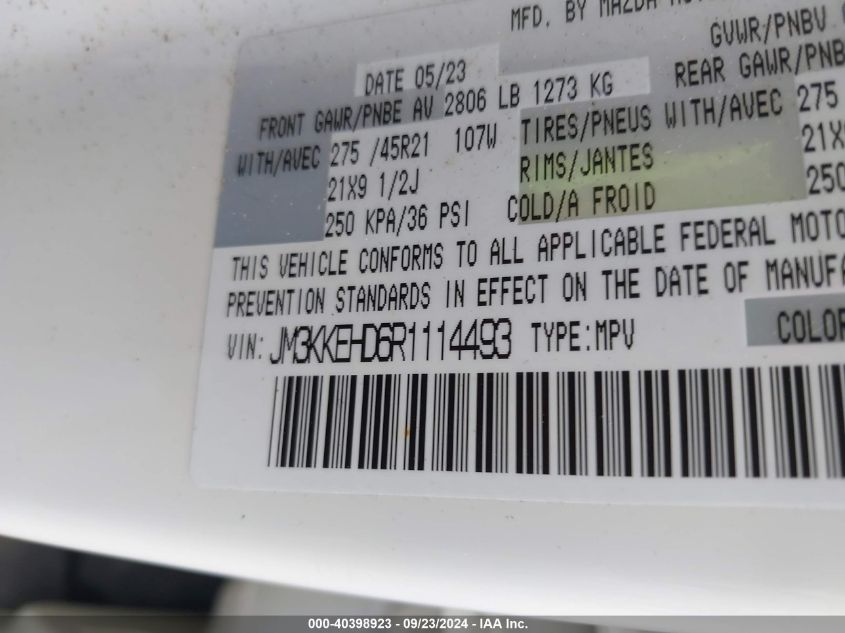 MFD. BY MAZDA
GVWR/PNBV
DATE 05/23
FRONT GAWR/PNBE AV 2806 LB 1273 KG
REAR GAWR/PNBE
WITH/AVEC 275 /45R21 107W TIRES/PNEUS WITH/AVEC 275
21X9 1/2J RIMS/JANTES
250 KPA/36 PSI COLD/A FROID 250
THIS VEHICLE CONFORMS TO ALL APPLICABLE FEDERAL MOTO
PREVENTION STANDARDS IN EFFECT ON THE DATE OF MANUFA
VIN: JM3KKEHD6R1114493 TYPE:MPV
COLOR
000-40398923 - 09/23/2024 - IAA Inc.